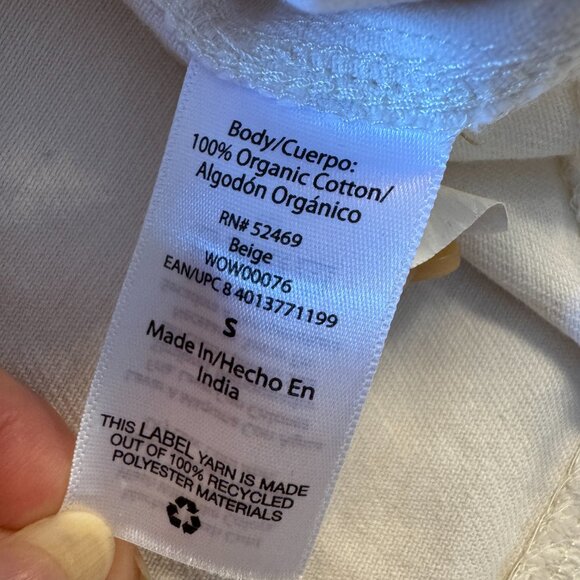 Body/Cuerpo:
100% Organic Cotton/
Algodón Orgánico
RN# 52469
Beige
WOW00076
EAN/UPC 8 4013771199
S
Made In/Hecho En
India
THIS LABEL YARN IS MADE
OUT OF 100% RECYCLED
POLYESTER MATERIALS